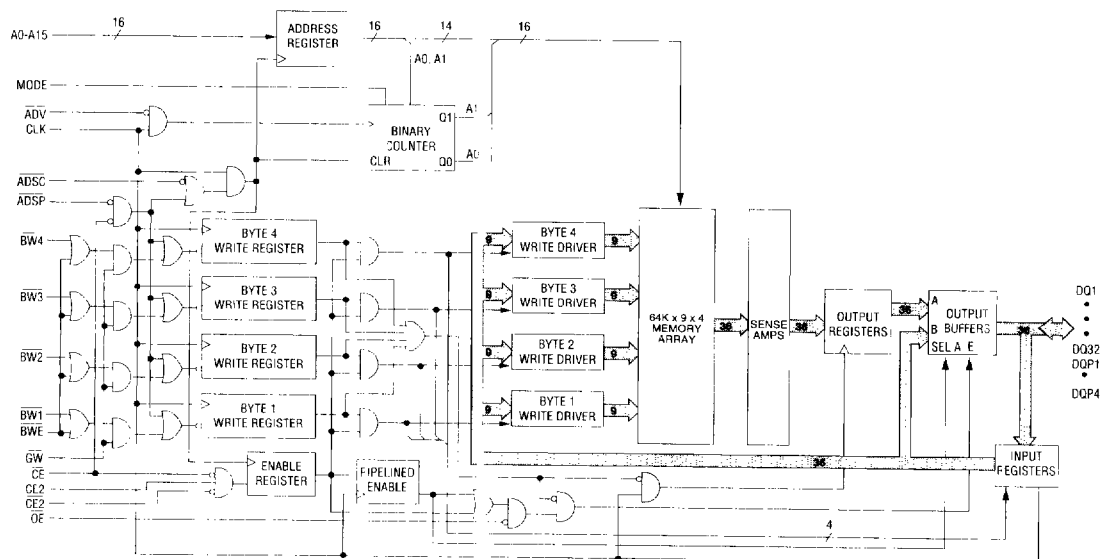 16
16
14
16
A0-A15
ADDRESS
REGISTER
A0, A1
MODE
ADV
CLK
BINARY
COUNTER
CLR
Q1
Q0
A1
A0
ADSC
ADSP
BW4
BW3
BW2
BW1
BWE
GW
CE
CE2
CE2
OE
BYTE 4
WRITE REGISTER
BYTE 3
WRITE REGISTER
BYTE 2
WRITE REGISTER
BYTE 1
WRITE REGISTER
ENABLE
REGISTER
PIPELINED
ENABLE
9
BYTE 4
WRITE DRIVER
9
9
BYTE 3
WRITE DRIVER
9
BYTE 2
WRITE DRIVER
9
9
BYTE 1
WRITE DRIVER
9
64K x 9 x 4
MEMORY
ARRAY
36
SENSE
AMPS
36
OUTPUT
REGISTERS
36
A
B
OUTPUT
BUFFERS
SEL A E
36
DQ1
DQ32
DQP1
DQP4
36
INPUT
REGISTERS
4